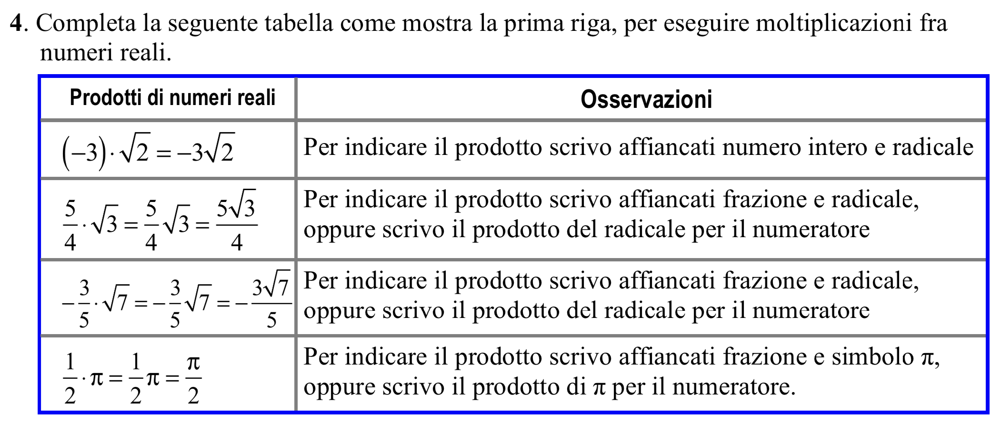 4. Completa la seguente tabella come mostra la prima riga, per eseguire moltiplicazioni fra
numeri reali.
Prodotti di numeri reali
Osservazioni
(−3)·√2 = −3√2
Per indicare il prodotto scrivo affiancati numero intero e radicale
5/4·√3 = 5/4√3 = 5√3/4
Per indicare il prodotto scrivo affiancati frazione e radicale,
oppure scrivo il prodotto del radicale per il numeratore
−3/5·√7 = −3/5√7 = −3√7/5
Per indicare il prodotto scrivo affiancati frazione e radicale,
oppure scrivo il prodotto del radicale per il numeratore
1/2·π = 1/2π = π/2
Per indicare il prodotto scrivo affiancati frazione e simbolo π,
oppure scrivo il prodotto di π per il numeratore.